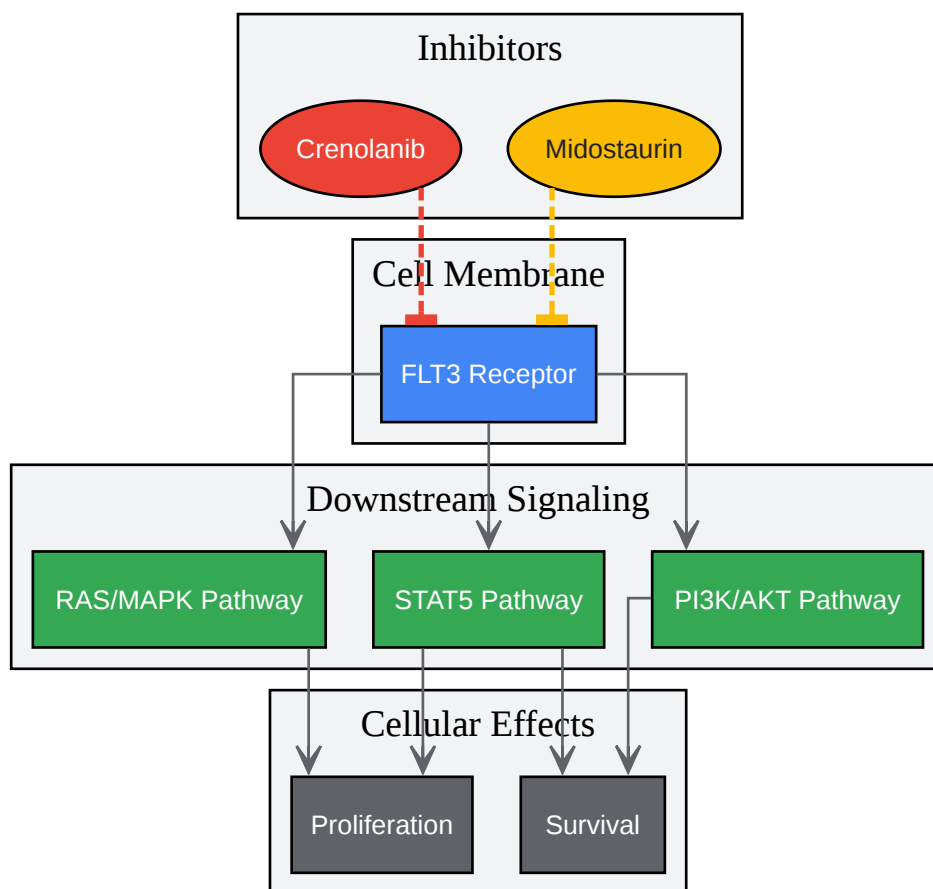 Inhibitors
Crenolanib
Midostaurin
Cell Membrane
FLT3 Receptor
Downstream Signaling
RAS/MAPK Pathway
STAT5 Pathway
PI3K/AKT Pathway
Cellular Effects
Proliferation
Survival